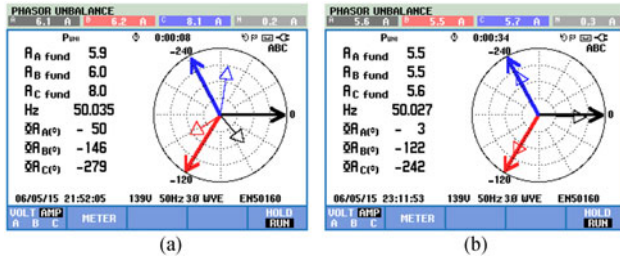 PHASOR UNBALANCE
A 6.1 A B 6.2 A C 8.1 A N 0.2 A
PUNI 0:00:08
A A fund 5.9
A B fund 6.0
A C fund 8.0
Hz 50.035
ΦA A(°) - 50
ΦA B(°) -146
ΦA C(°) -279
-240
ABC
0
-120
06/05/15 21:52:05 139V 50Hz 3Ø WYE EN50160
VOLT AMP
A B C
METER
HOLD
RUN
(a)
PHASOR UNBALANCE
A 5.6 A B 5.5 A C 5.7 A N 0.3 A
PUNI 0:00:34
A A fund 5.5
A B fund 5.5
A C fund 5.6
Hz 50.027
ΦA A(°) - 3
ΦA B(°) -122
ΦA C(°) -242
-240
ABC
0
-120
06/05/15 23:11:53 139V 50Hz 3Ø WYE EN50160
VOLT AMP
A B C
METER
HOLD
RUN
(b)